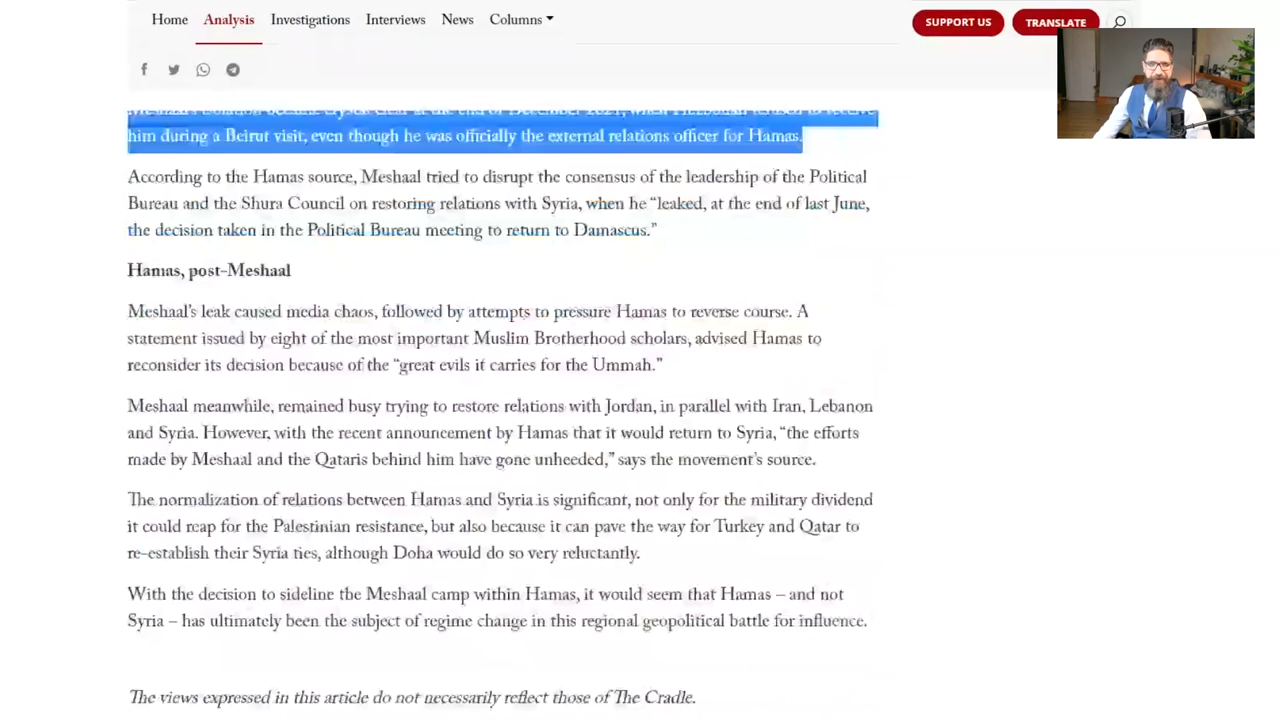 Home Analysis Investigations Interviews News Columns
SUPPORT US TRANSLATE
him during a Beirut visit, even though he was officially the external relations officer for Hamas.
According to the Hamas source, Meshaal tried to disrupt the consensus of the leadership of the Political
Bureau and the Shura Council on restoring relations with Syria, when he “leaked, at the end of last June,
the decision taken in the Political Bureau meeting to return to Damascus.”
Hamas, post-Meshaal
Meshaal’s leak caused media chaos, followed by attempts to pressure Hamas to reverse course. A
statement issued by eight of the most important Muslim Brotherhood scholars, advised Hamas to
reconsider its decision because of the “great evils it carries for the Ummah.”
Meshaal meanwhile, remained busy trying to restore relations with Jordan, in parallel with Iran, Lebanon
and Syria. However, with the recent announcement by Hamas that it would return to Syria, “the efforts
made by Meshaal and the Qataris behind him have gone unheeded,” says the movement’s source.
The normalization of relations between Hamas and Syria is significant, not only for the military dividend
it could reap for the Palestinian resistance, but also because it can pave the way for Turkey and Qatar to
re-establish their Syria ties, although Doha would do so very reluctantly.
With the decision to sideline the Meshaal camp within Hamas, it would seem that Hamas – and not
Syria – has ultimately been the subject of regime change in this regional geopolitical battle for influence.
The views expressed in this article do not necessarily reflect those of The Cradle.